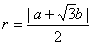 r = | a + √3b | / 2